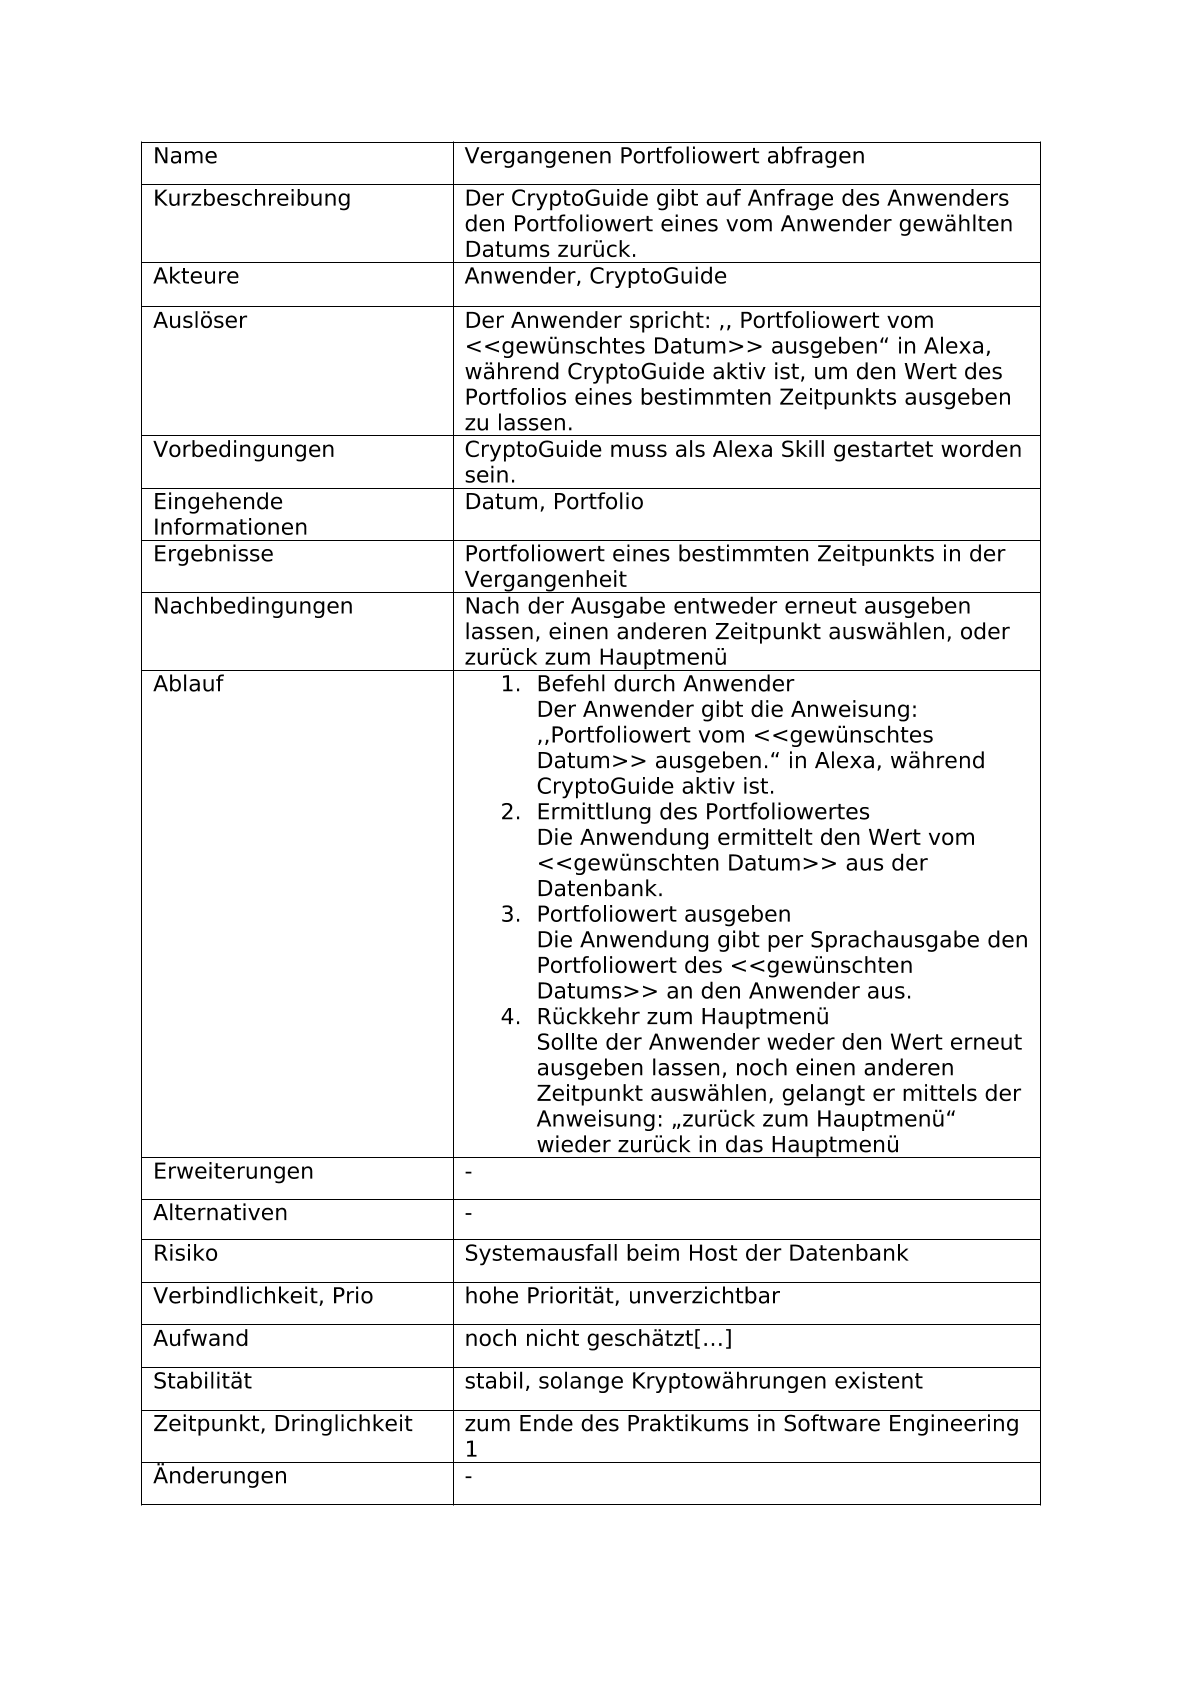 Name
Vergangenen Portfoliowert abfragen
Kurzbeschreibung
Der CryptoGuide gibt auf Anfrage des Anwenders
den Portfoliowert eines vom Anwender gewählten
Datums zurück.
Akteure
Anwender, CryptoGuide
Auslöser
Der Anwender spricht: ,, Portfoliowert vom
<<gewünschtes Datum>> ausgeben“ in Alexa,
während CryptoGuide aktiv ist, um den Wert des
Portfolios eines bestimmten Zeitpunkts ausgeben
zu lassen.
Vorbedingungen
CryptoGuide muss als Alexa Skill gestartet worden
sein.
Eingehende
Informationen
Datum, Portfolio
Ergebnisse
Portfoliowert eines bestimmten Zeitpunkts in der
Vergangenheit
Nachbedingungen
Nach der Ausgabe entweder erneut ausgeben
lassen, einen anderen Zeitpunkt auswählen, oder
zurück zum Hauptmenü
Ablauf
1. Befehl durch Anwender
Der Anwender gibt die Anweisung:
,,Portfoliowert vom <<gewünschtes
Datum>> ausgeben.“ in Alexa, während
CryptoGuide aktiv ist.
2. Ermittlung des Portfoliowertes
Die Anwendung ermittelt den Wert vom
<<gewünschten Datum>> aus der
Datenbank.
3. Portfoliowert ausgeben
Die Anwendung gibt per Sprachausgabe den
Portfoliowert des <<gewünschten
Datums>> an den Anwender aus.
4. Rückkehr zum Hauptmenü
Sollte der Anwender weder den Wert erneut
ausgeben lassen, noch einen anderen
Zeitpunkt auswählen, gelangt er mittels der
Anweisung: „zurück zum Hauptmenü“
wieder zurück in das Hauptmenü
Erweiterungen
-
Alternativen
-
Risiko
Systemausfall beim Host der Datenbank
Verbindlichkeit, Prio
hohe Priorität, unverzichtbar
Aufwand
noch nicht geschätzt[…]
Stabilität
stabil, solange Kryptowährungen existent
Zeitpunkt, Dringlichkeit
zum Ende des Praktikums in Software Engineering
1
Änderungen
-